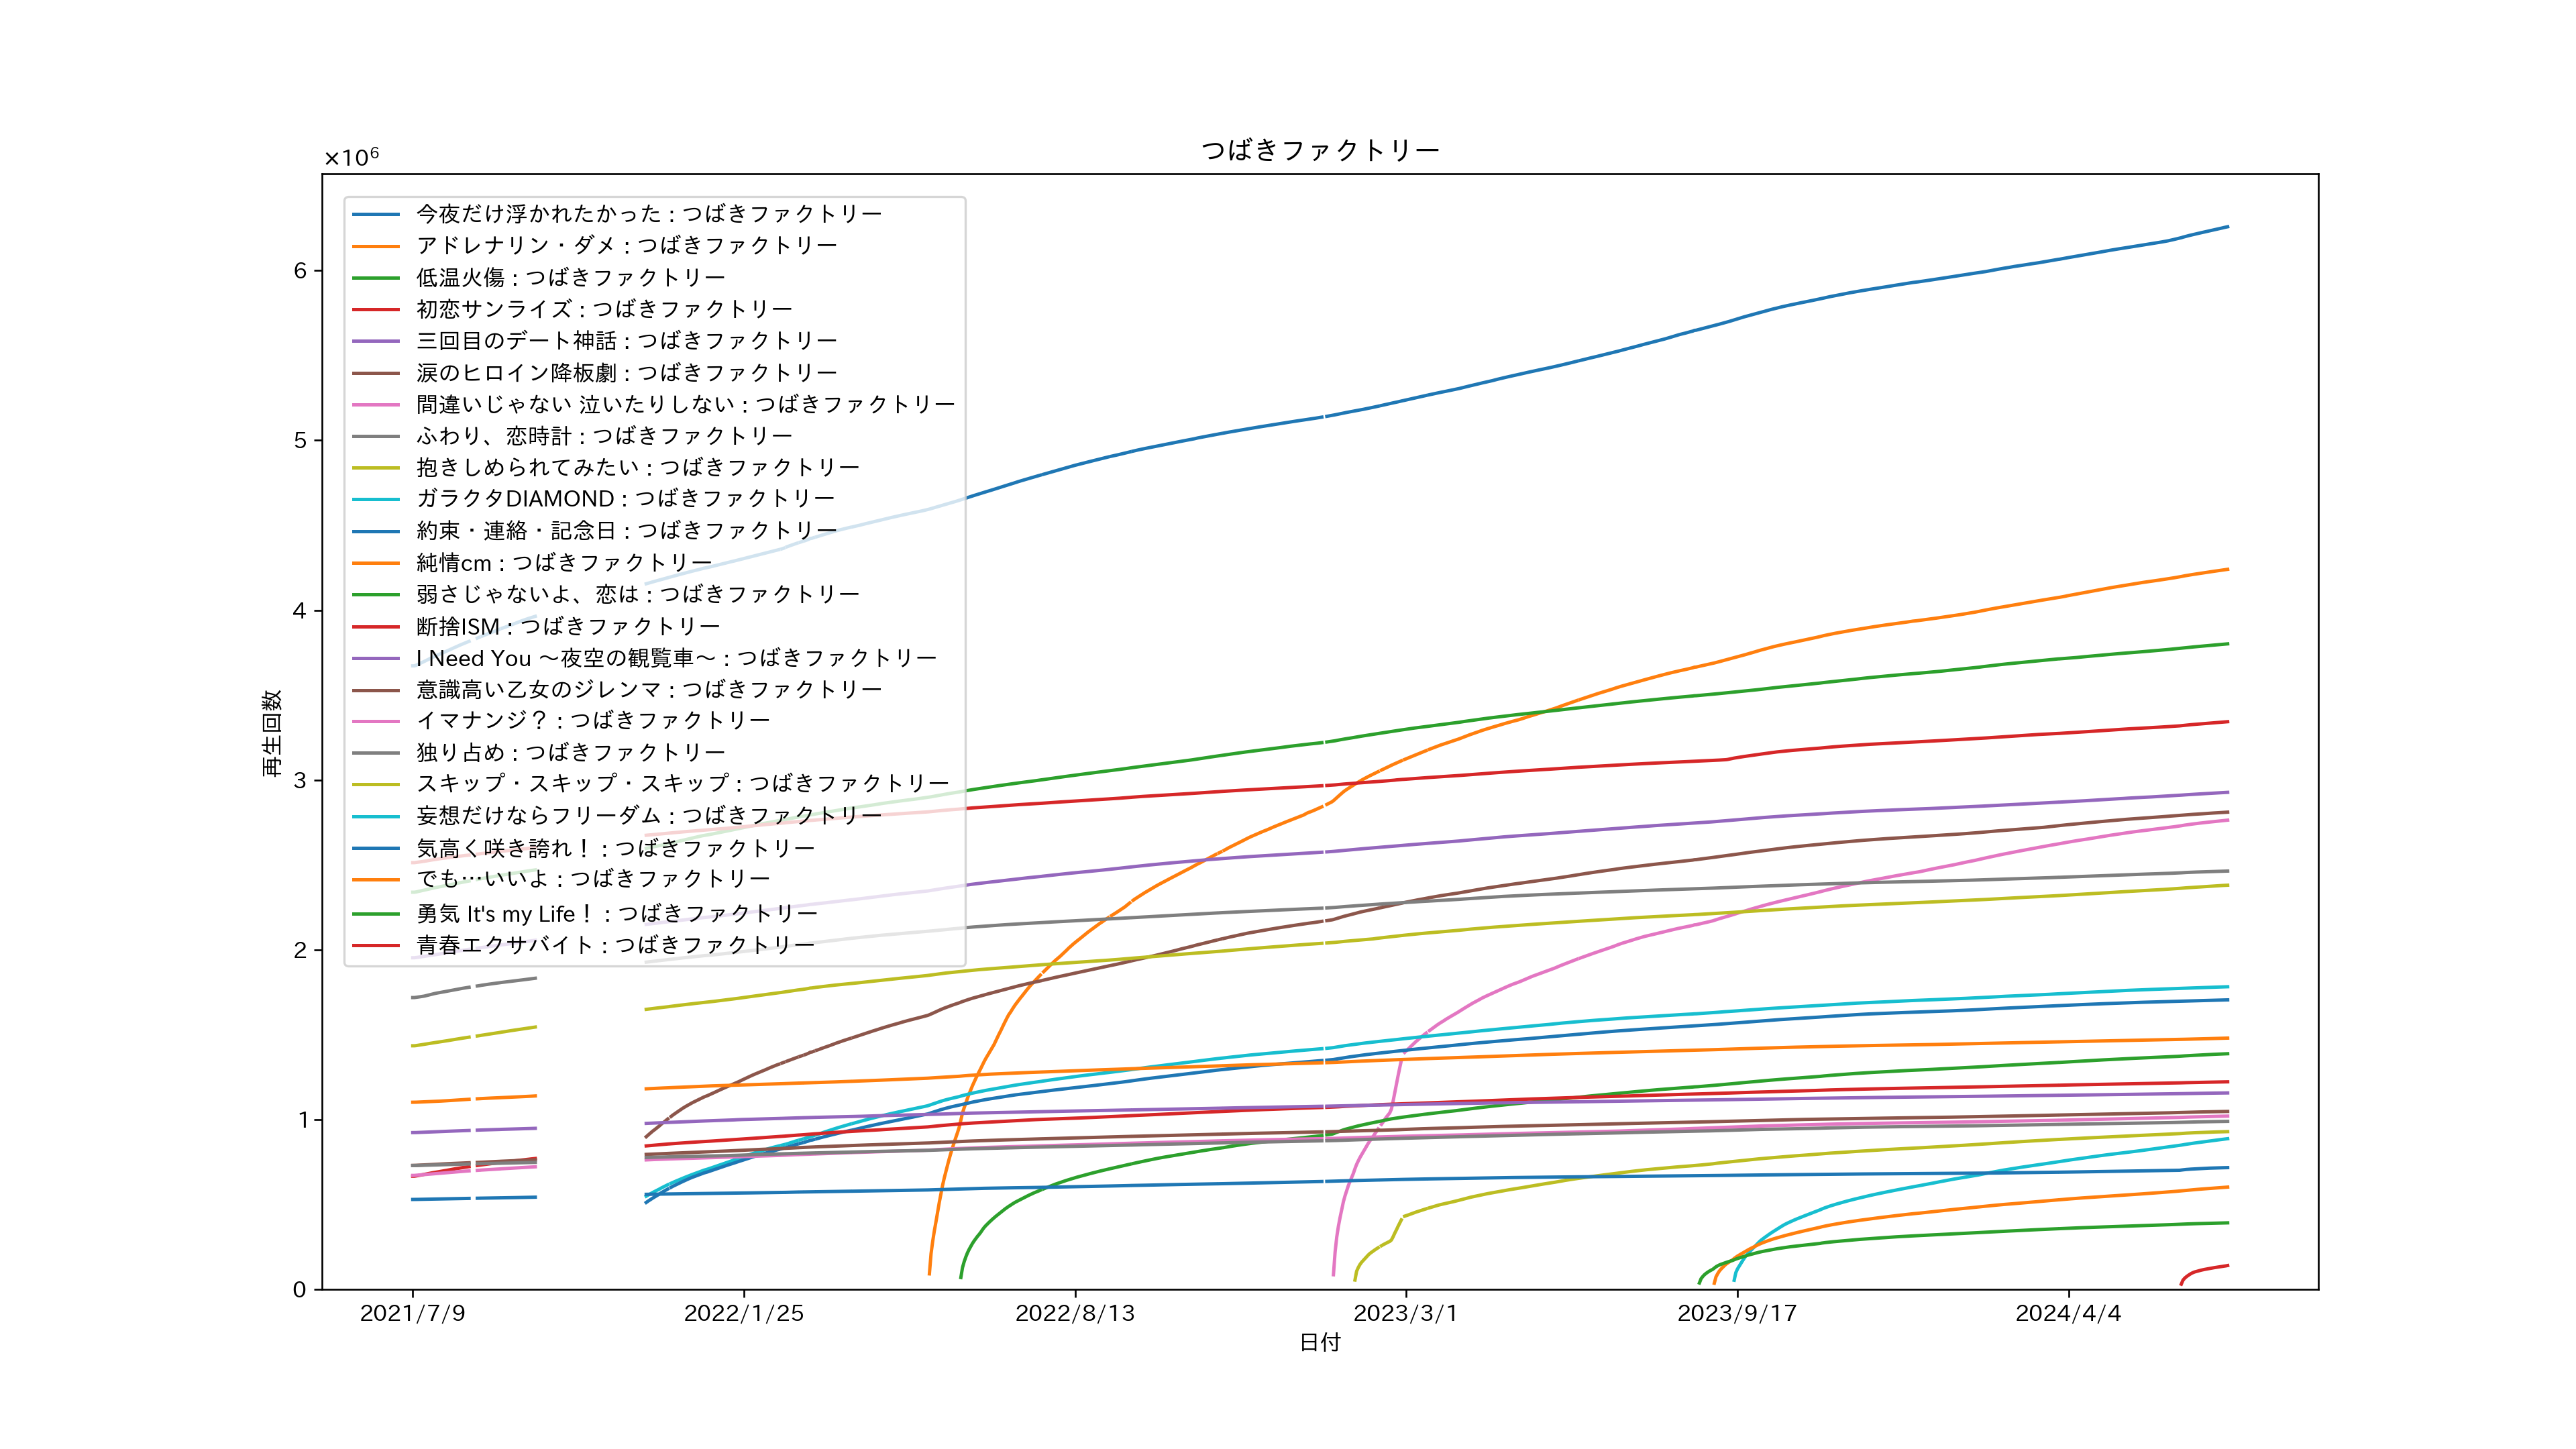 つばきファクトリー
×10⁶
今夜だけ浮かれたかった : つばきファクトリー
アドレナリン・ダメ : つばきファクトリー
低温火傷 : つばきファクトリー
初恋サンライズ : つばきファクトリー
三回目のデート神話 : つばきファクトリー
涙のヒロイン降板劇 : つばきファクトリー
間違いじゃない 泣いたりしない : つばきファクトリー
ふわり、恋時計 : つばきファクトリー
抱きしめられてみたい : つばきファクトリー
ガラクタDIAMOND : つばきファクトリー
約束・連絡・記念日 : つばきファクトリー
純情cm : つばきファクトリー
弱さじゃないよ、恋は : つばきファクトリー
断捨ISM : つばきファクトリー
I Need You ～夜空の観覧車～ : つばきファクトリー
意識高い乙女のジレンマ : つばきファクトリー
イマナンジ？ : つばきファクトリー
独り占め : つばきファクトリー
スキップ・スキップ・スキップ : つばきファクトリー
妄想だけならフリーダム : つばきファクトリー
気高く咲き誇れ！ : つばきファクトリー
でも…いいよ : つばきファクトリー
勇気 It's my Life！ : つばきファクトリー
青春エクサバイト : つばきファクトリー
6
5
4
3
2
1
0
再生回数
2021/7/9
2022/1/25
2022/8/13
2023/3/1
2023/9/17
2024/4/4
日付